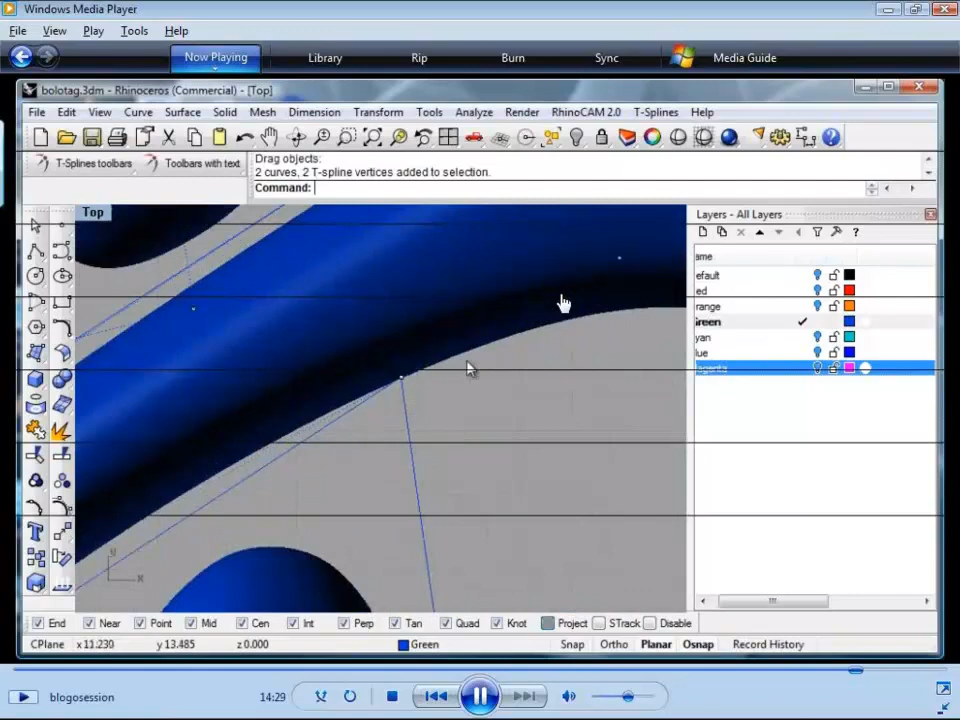 Windows Media Player
File View Play Tools Help
Now Playing Library Rip Burn Sync Media Guide
bolotag.3dm - Rhinoceros (Commercial) - [Top]
File Edit View Curve Surface Solid Mesh Dimension Transform Tools Analyze Render RhinoCAM 2.0 T-Splines Help
T-Splines toolbars Toolbars with text
Drag objects:
2 curves, 2 T-spline vertices added to selection.
Command:
Top
Layers - All Layers
ame
efault
ed
range
reen
yan
lue
agenta
y
x
End Near Point Mid Cen Int Perp Tan Quad Knot Project STrack Disable
CPlane x 11.230 y 13.485 z 0.000 Green Snap Ortho Planar Osnap Record History
blogosession 14:29